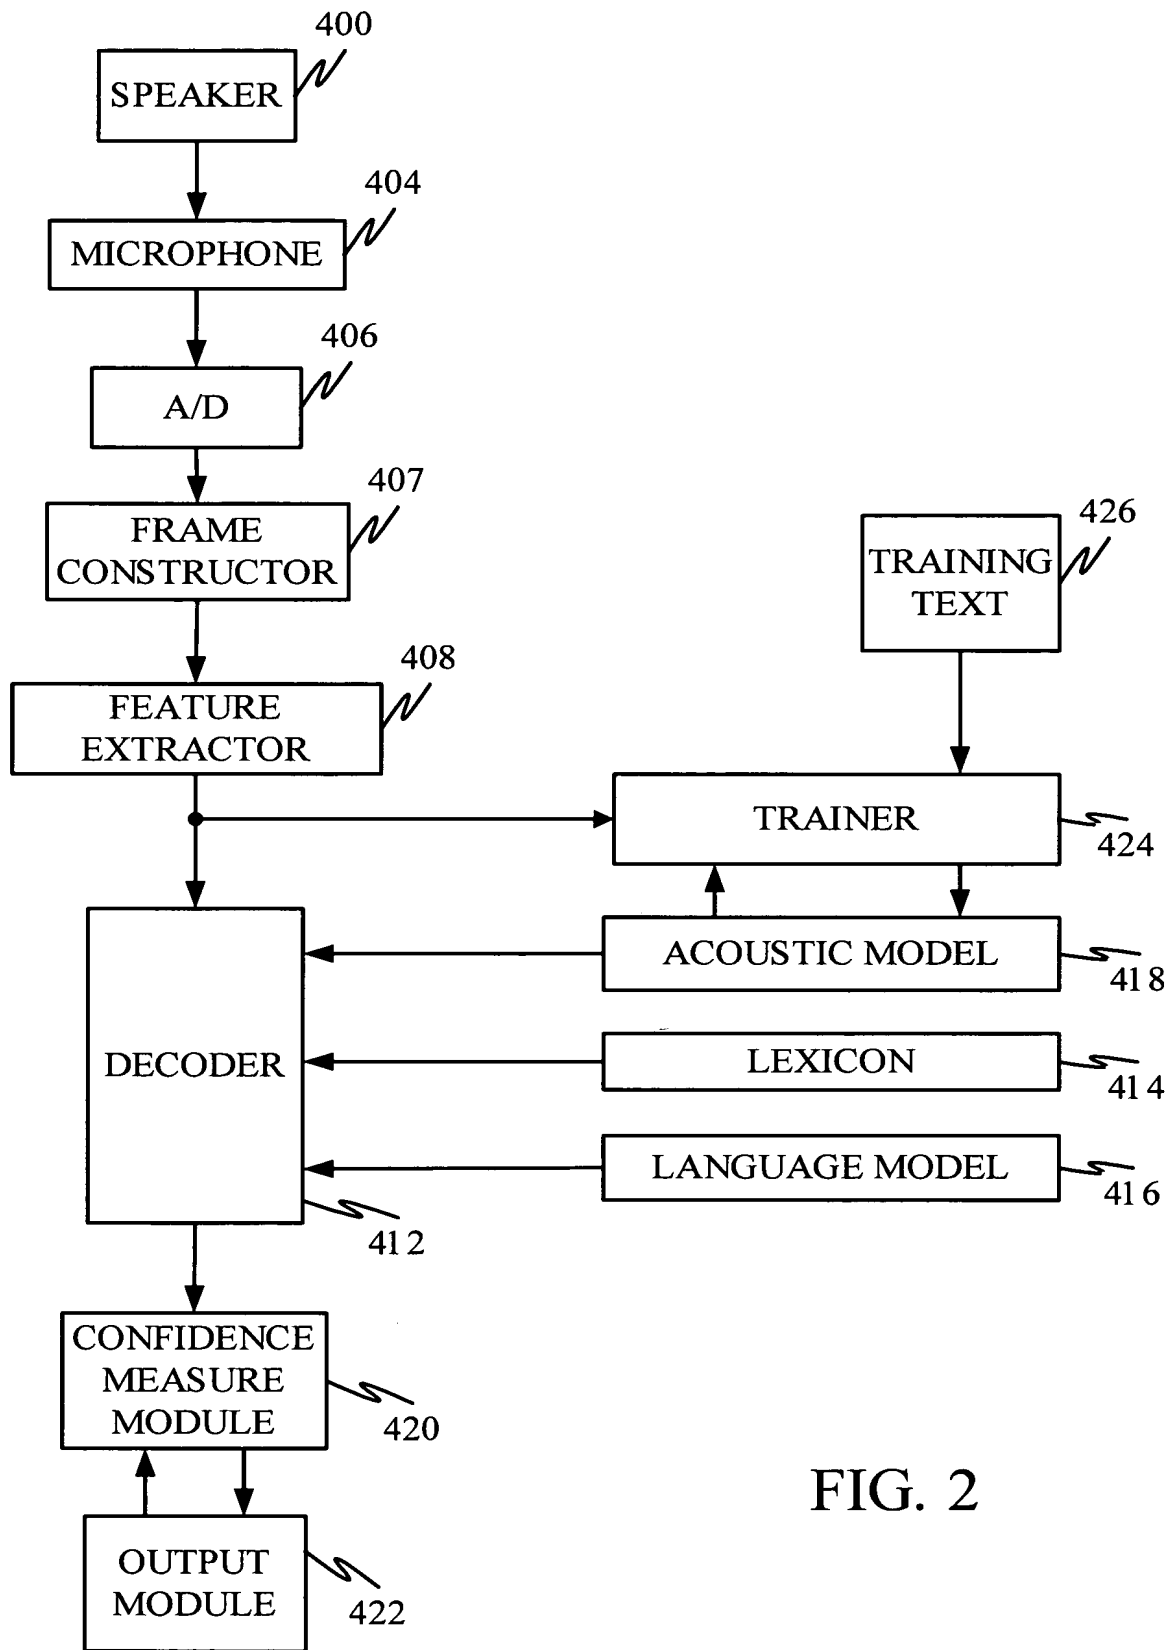 400
SPEAKER
404
MICROPHONE
406
A/D
407
FRAME
CONSTRUCTOR
426
TRAINING
TEXT
408
FEATURE
EXTRACTOR
TRAINER
424
ACOUSTIC MODEL
418
DECODER
LEXICON
414
LANGUAGE MODEL
416
412
CONFIDENCE
MEASURE
MODULE
420
FIG. 2
OUTPUT
MODULE
422